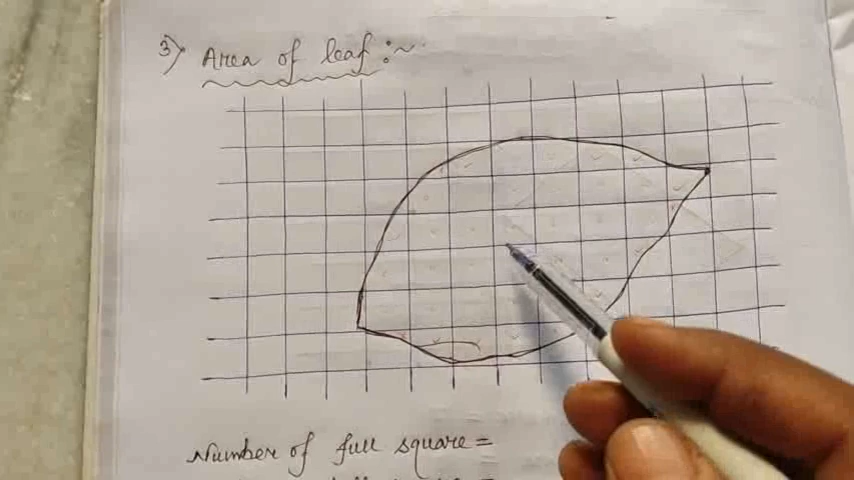 3) Area of leaf :~
Number of full square =